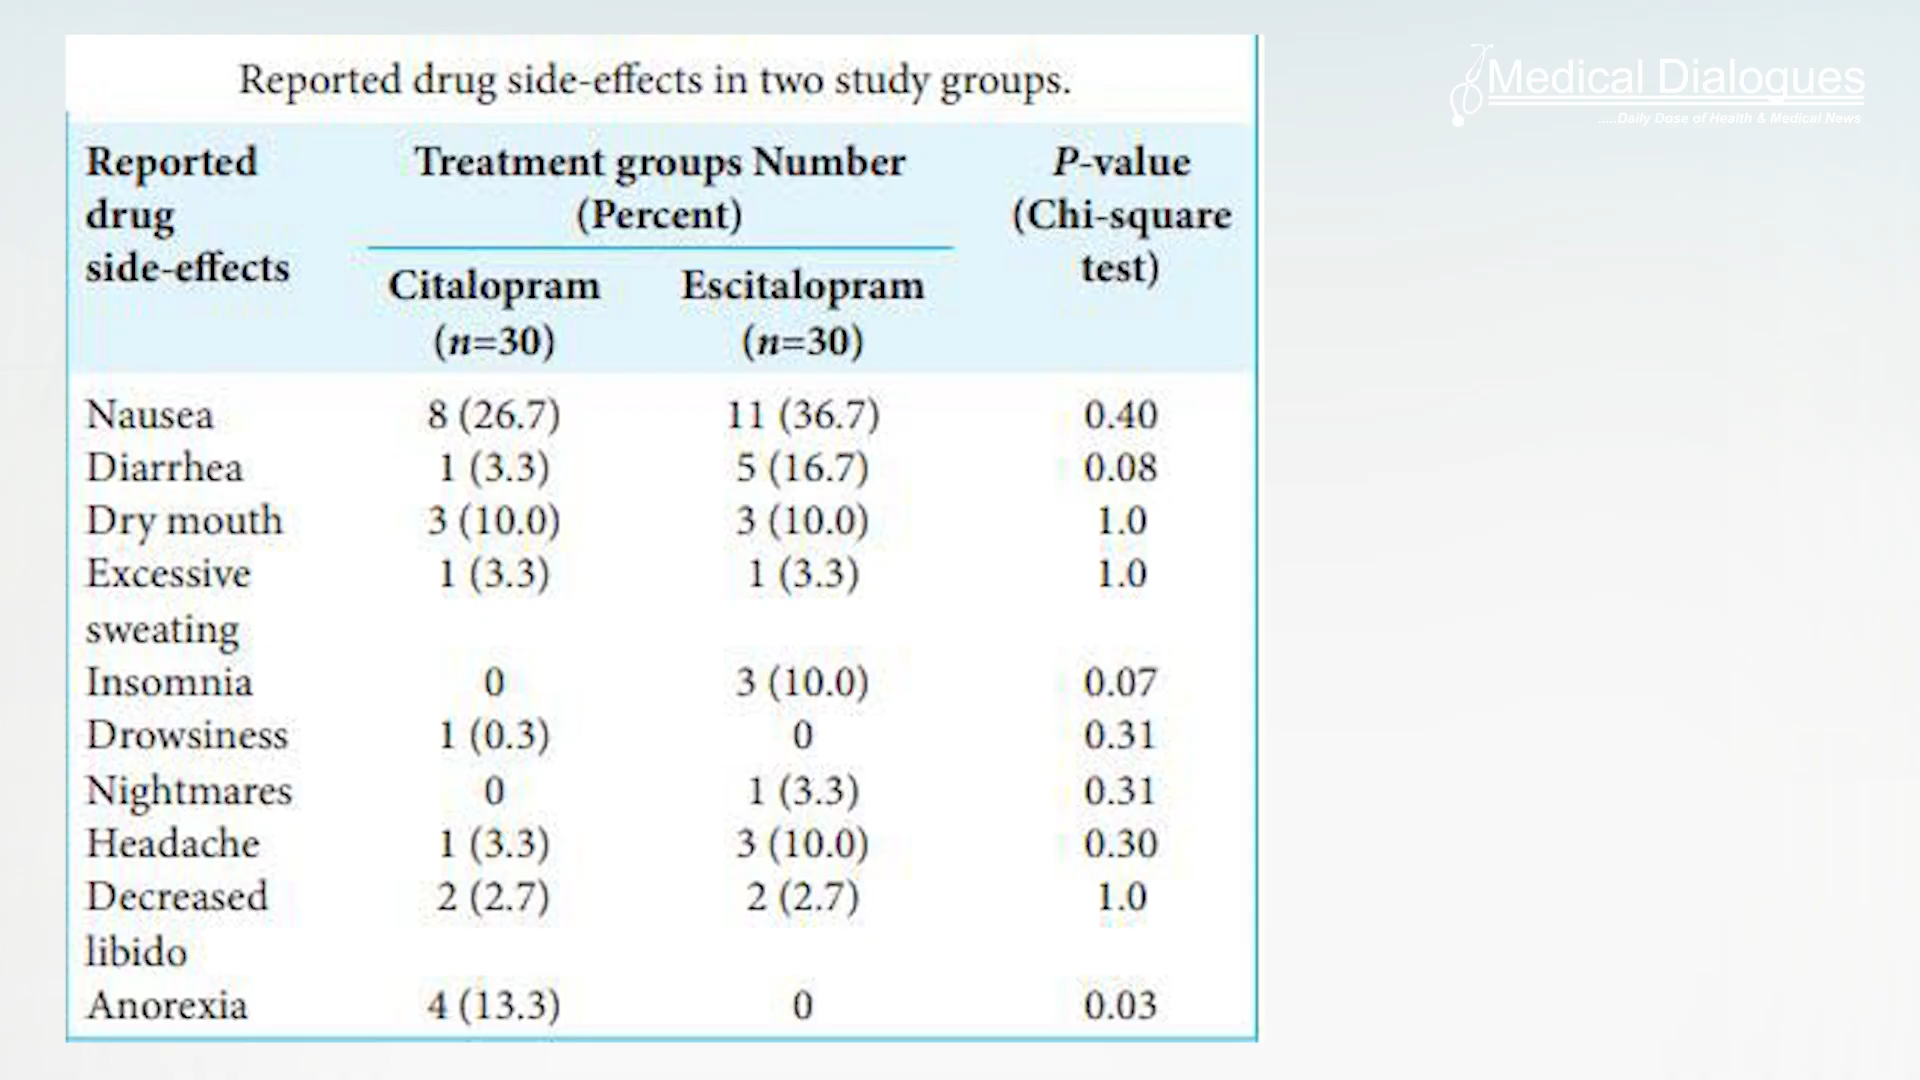 Reported drug side-effects in two study groups.
Medical Dialogues
.....Daily Dose of Health & Medical News
Reported drug side-effects
Treatment groups Number (Percent)
P-value (Chi-square test)
Citalopram (n=30)
Escitalopram (n=30)
Nausea 8 (26.7) 11 (36.7) 0.40
Diarrhea 1 (3.3) 5 (16.7) 0.08
Dry mouth 3 (10.0) 3 (10.0) 1.0
Excessive 1 (3.3) 1 (3.3) 1.0
sweating
Insomnia 0 3 (10.0) 0.07
Drowsiness 1 (0.3) 0 0.31
Nightmares 0 1 (3.3) 0.31
Headache 1 (3.3) 3 (10.0) 0.30
Decreased 2 (2.7) 2 (2.7) 1.0
libido
Anorexia 4 (13.3) 0 0.03